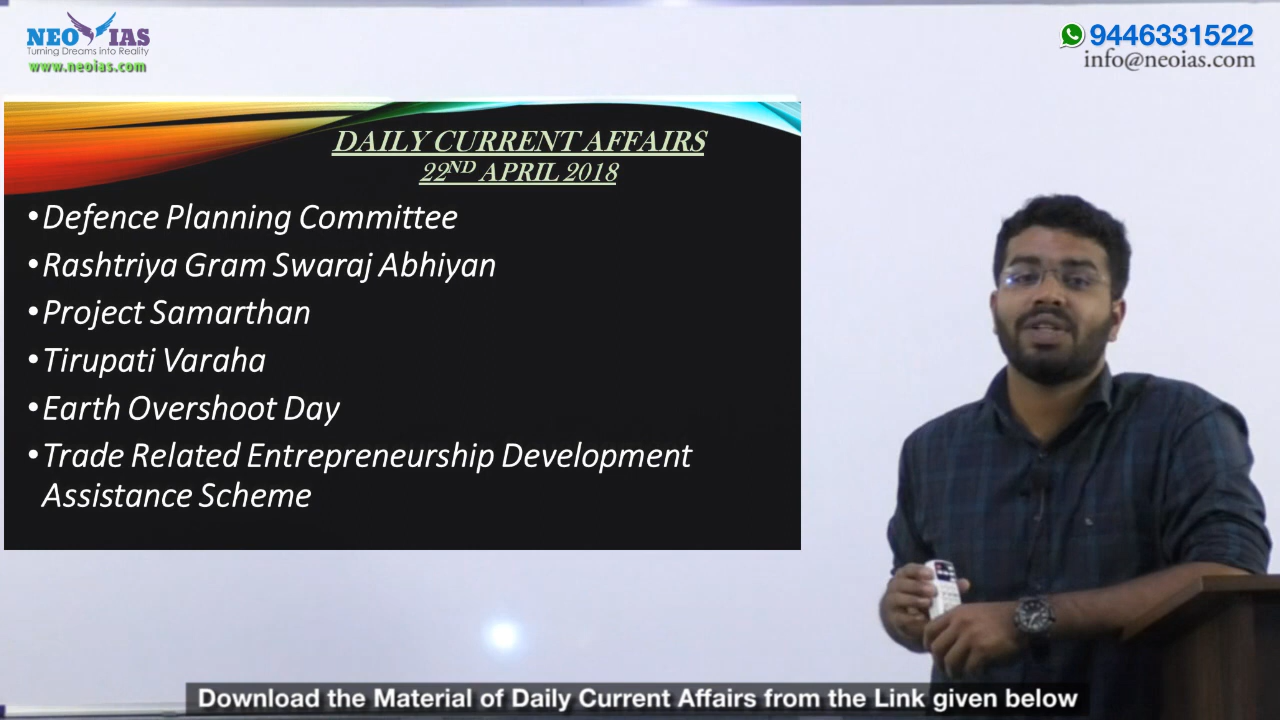 NEO IAS
Turning Dreams into Reality
www.neoias.com
9446331522
info@neoias.com
DAILY CURRENT AFFAIRS
22ND APRIL 2018
•Defence Planning Committee
•Rashtriya Gram Swaraj Abhiyan
•Project Samarthan
•Tirupati Varaha
•Earth Overshoot Day
•Trade Related Entrepreneurship Development
Assistance Scheme
Download the Material of Daily Current Affairs from the Link given below